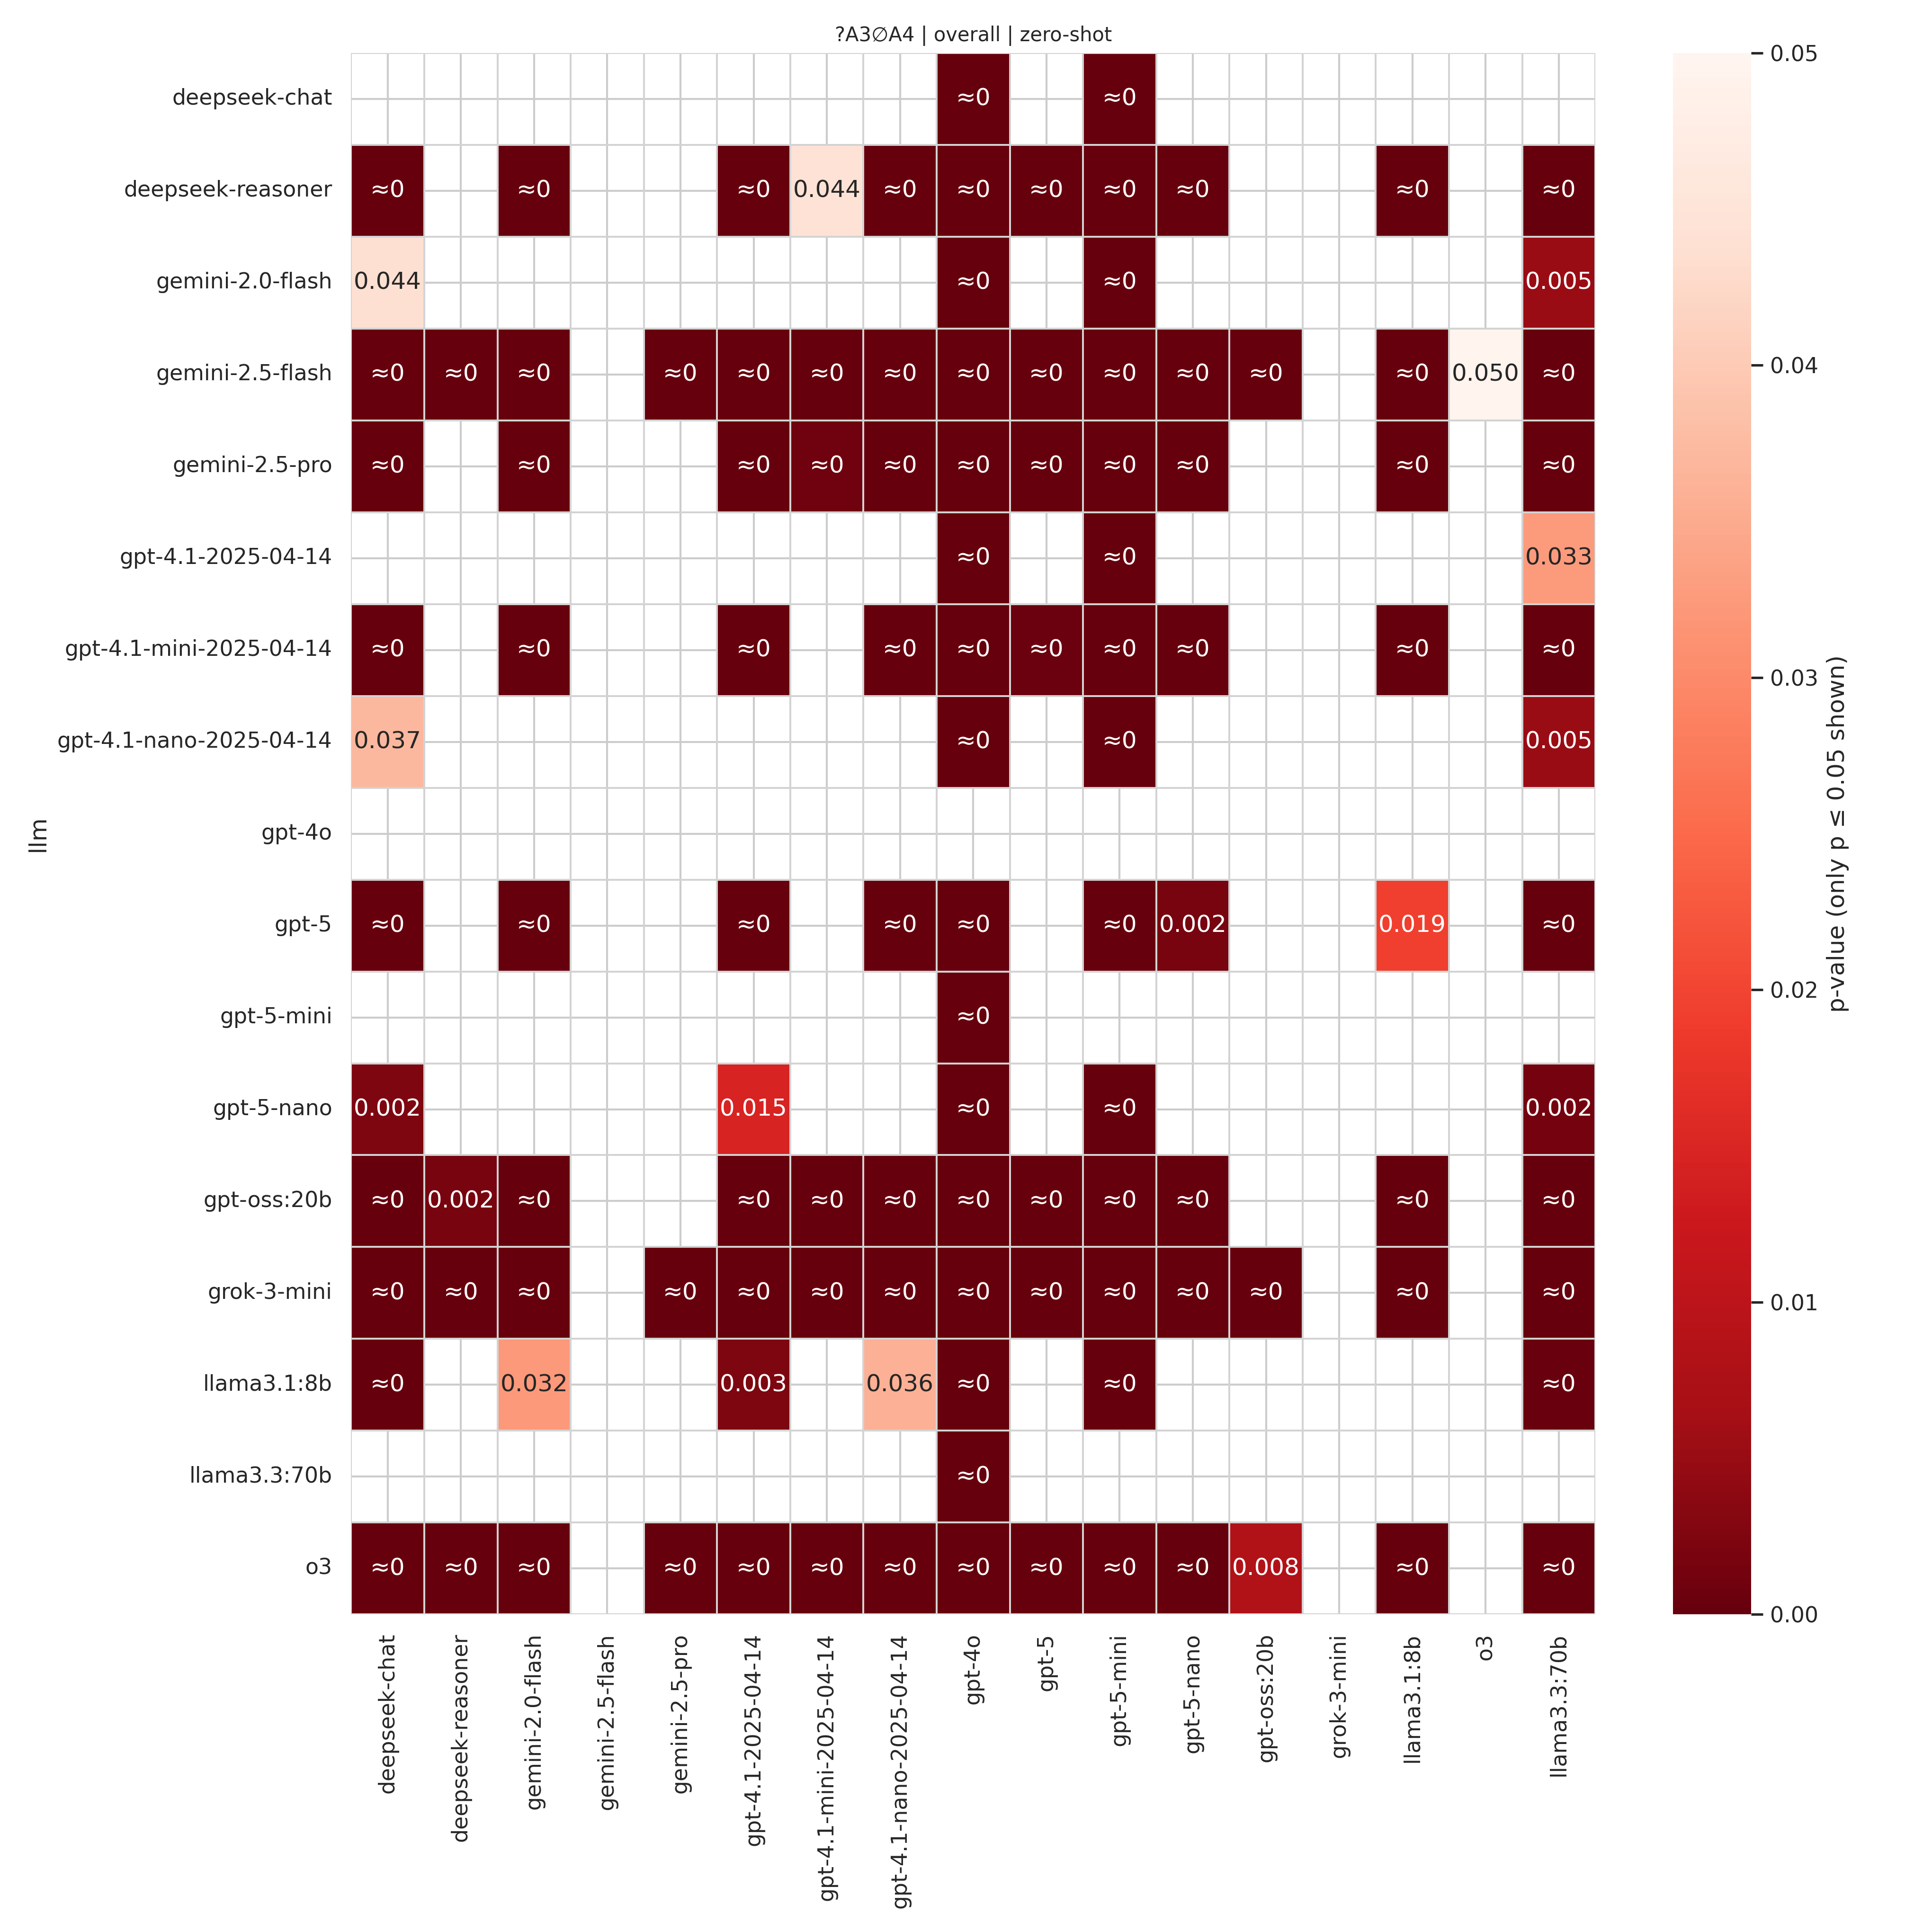 ?A3∅A4 | overall | zero-shot
deepseek-chat ≈0 ≈0
deepseek-reasoner ≈0 ≈0 ≈0 0.044 ≈0 ≈0 ≈0 ≈0 ≈0 ≈0 ≈0
gemini-2.0-flash 0.044 ≈0 ≈0 0.005
gemini-2.5-flash ≈0 ≈0 ≈0 ≈0 ≈0 ≈0 ≈0 ≈0 ≈0 ≈0 ≈0 ≈0 ≈0 0.050 ≈0
gemini-2.5-pro ≈0 ≈0 ≈0 ≈0 ≈0 ≈0 ≈0 ≈0 ≈0 ≈0 ≈0
gpt-4.1-2025-04-14 ≈0 ≈0 0.033
gpt-4.1-mini-2025-04-14 ≈0 ≈0 ≈0 ≈0 ≈0 ≈0 ≈0 ≈0 ≈0 ≈0
gpt-4.1-nano-2025-04-14 0.037 ≈0 ≈0 0.005
gpt-4o
gpt-5 ≈0 ≈0 ≈0 ≈0 ≈0 ≈0 0.002 0.019 ≈0
gpt-5-mini ≈0
gpt-5-nano 0.002 0.015 ≈0 ≈0 0.002
gpt-oss:20b ≈0 0.002 ≈0 ≈0 ≈0 ≈0 ≈0 ≈0 ≈0 ≈0 ≈0 ≈0
grok-3-mini ≈0 ≈0 ≈0 ≈0 ≈0 ≈0 ≈0 ≈0 ≈0 ≈0 ≈0 ≈0 ≈0 ≈0
llama3.1:8b ≈0 0.032 0.003 0.036 ≈0 ≈0 ≈0
llama3.3:70b ≈0
o3 ≈0 ≈0 ≈0 ≈0 ≈0 ≈0 ≈0 ≈0 ≈0 ≈0 ≈0 0.008 ≈0 ≈0
llm
deepseek-chat
deepseek-reasoner
gemini-2.0-flash
gemini-2.5-flash
gemini-2.5-pro
gpt-4.1-2025-04-14
gpt-4.1-mini-2025-04-14
gpt-4.1-nano-2025-04-14
gpt-4o
gpt-5
gpt-5-mini
gpt-5-nano
gpt-oss:20b
grok-3-mini
llama3.1:8b
o3
llama3.3:70b
0.05
0.04
0.03
0.02
0.01
0.00
p-value (only p ≤ 0.05 shown)